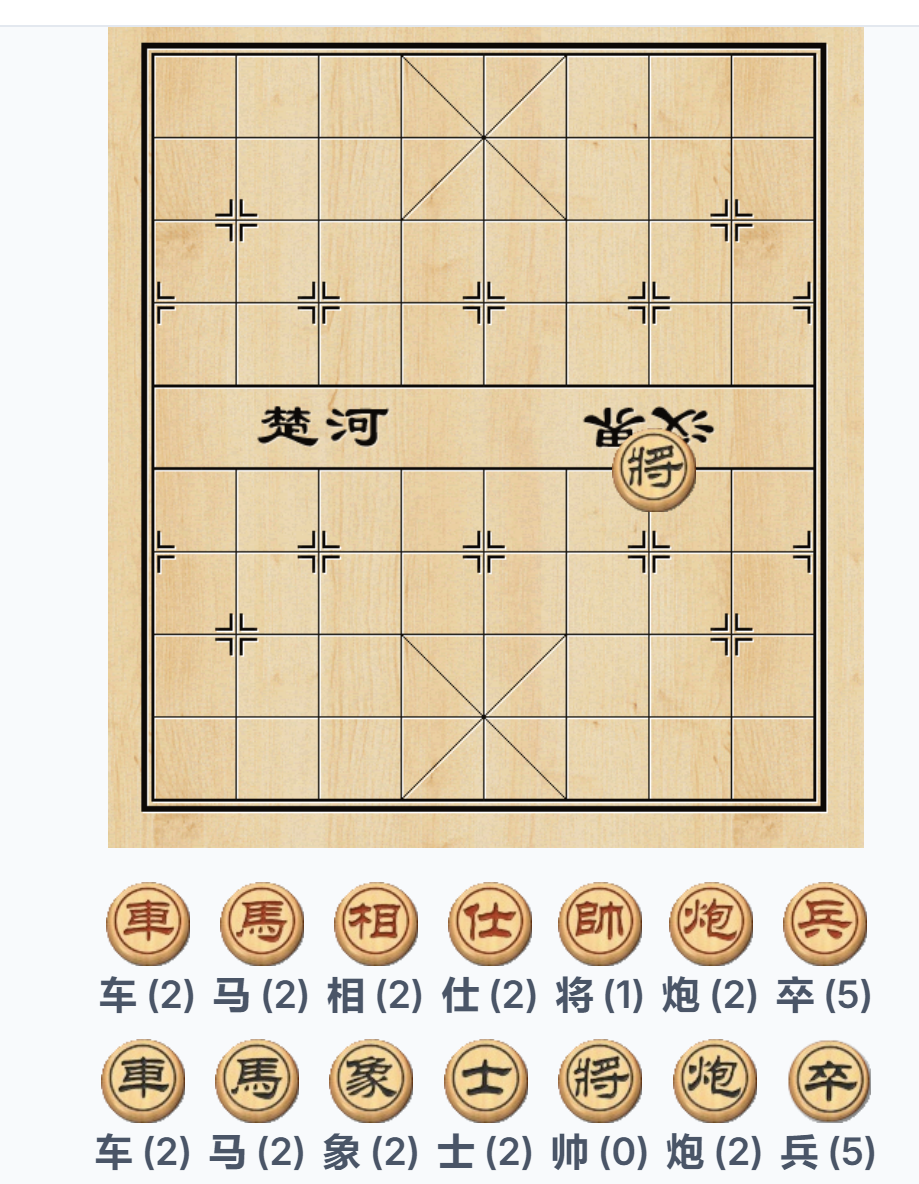 楚河 汉界
將
車 馬 相 仕 帥 炮 兵
车 (2) 马 (2) 相 (2) 仕 (2) 将 (1) 炮 (2) 卒 (5)
車 馬 象 士 將 炮 卒
车 (2) 马 (2) 象 (2) 士 (2) 帅 (0) 炮 (2) 兵 (5)